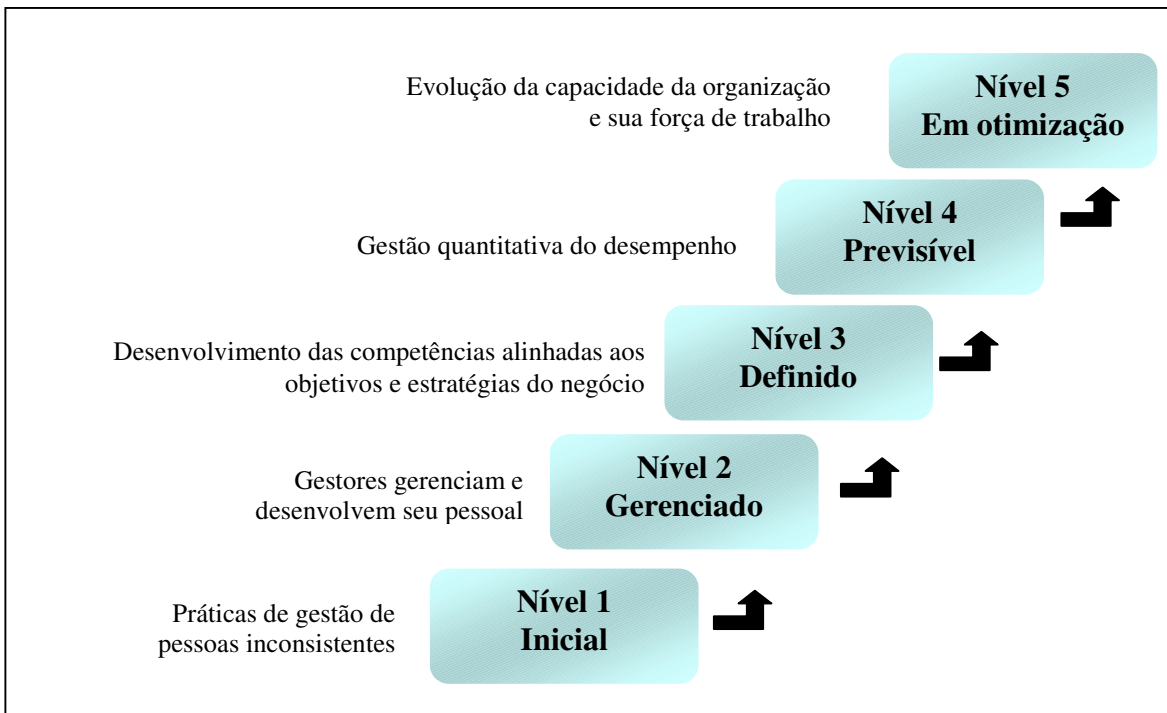 Evolução da capacidade da organização
e sua força de trabalho
Nível 5
Em otimização
Gestão quantitativa do desempenho
Nível 4
Previsível
Desenvolvimento das competências alinhadas aos
objetivos e estratégias do negócio
Nível 3
Definido
Gestores gerenciam e
desenvolvem seu pessoal
Nível 2
Gerenciado
Práticas de gestão de
pessoas inconsistentes
Nível 1
Inicial